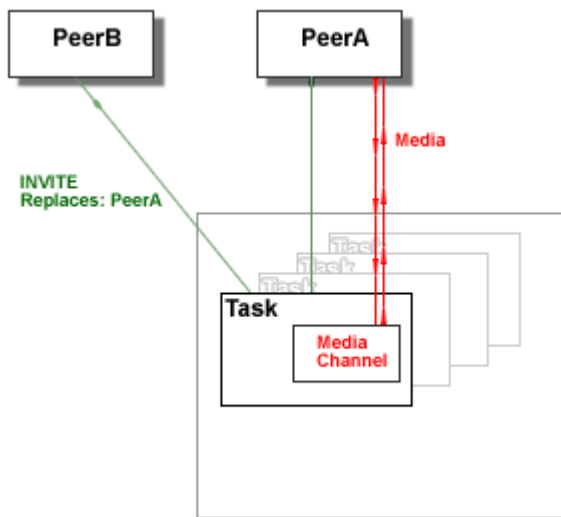 PeerB
PeerA
Media
INVITE
Replaces: PeerA
Task
Task
Task
Task
Media
Channel